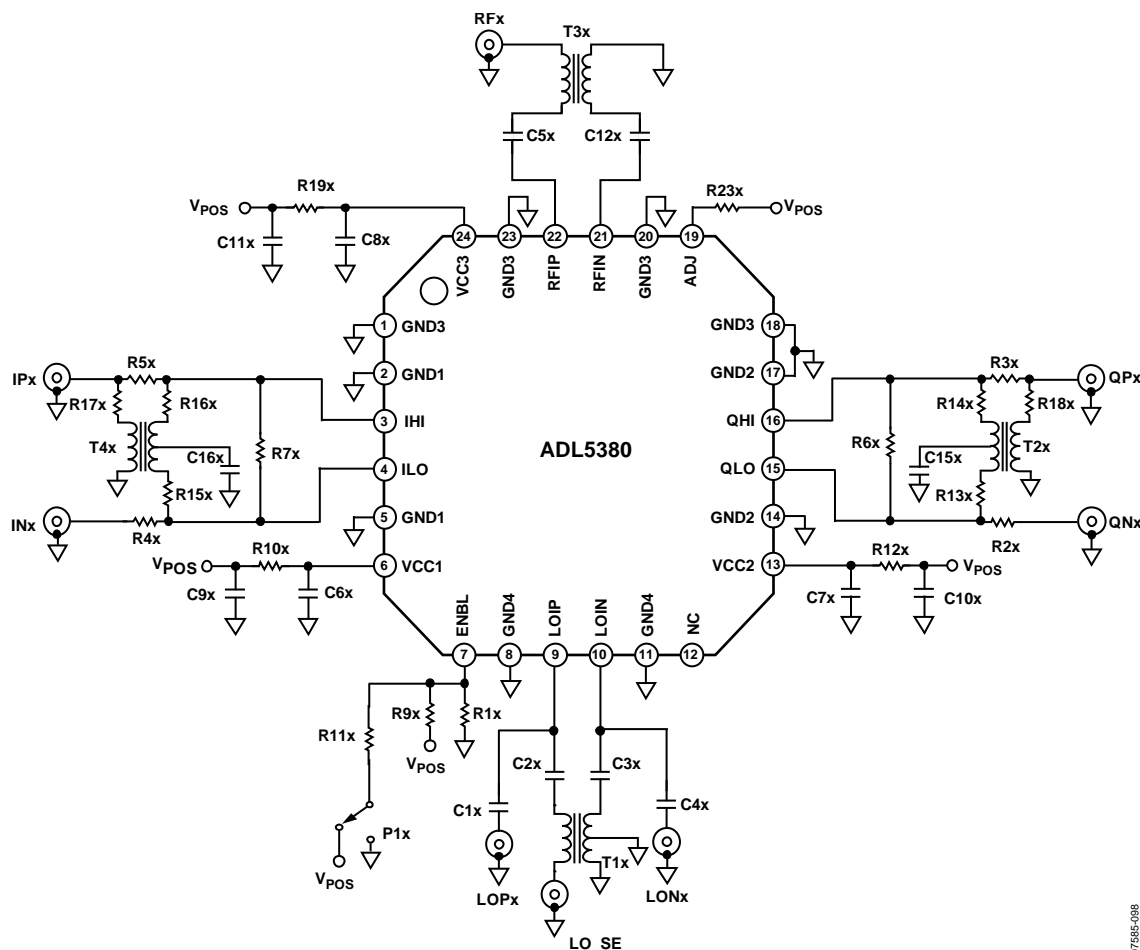 RFx
T3x
C5x
C12x
R19x
VPOS
C11x
C8x
R23x
VPOS
24
23
22
21
20
19
VCC3
GND3
RFIP
RFIN
GND3
ADJ
1 GND3
2 GND1
3 IHI
4 ILO
5 GND1
6 VCC1
GND3 18
GND2 17
QHI 16
QLO 15
GND2 14
VCC2 13
ADL5380
IPx
R5x
R17x
R16x
T4x
C16x
R7x
R15x
INx
R4x
R10x
VPOS
C9x
C6x
R3x
QPx
R14x
R18x
R6x
C15x
T2x
R13x
QNx
R2x
R12x
VPOS
C7x
C10x
ENBL
GND4
LOIP
LOIN
GND4
NC
7
8
9
10
11
12
R11x
R9x
R1x
VPOS
P1x
VPOS
C2x
C3x
C1x
C4x
T1x
LOPx
LONx
LO_SE